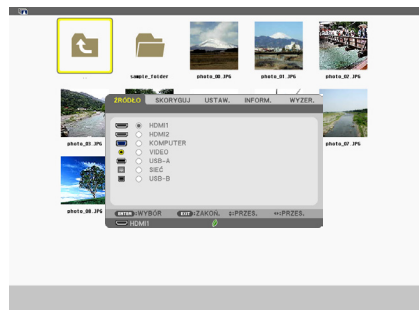 ..
sample_folder
photo_00.JPG
photo_01.JPG
photo_02.JPG
ŹRÓDŁO SKORYGUJ USTAW. INFORM. WYZER.
HDMI1
HDMI2
KOMPUTER
VIDEO
USB-A
SIEĆ
USB-B
photo_03.JPG
photo_07.JPG
photo_08.JPG
ENTER :WYBÓR EXIT :ZAKOŃ. ↕:PRZES. ↔:PRZES.
HDMI1